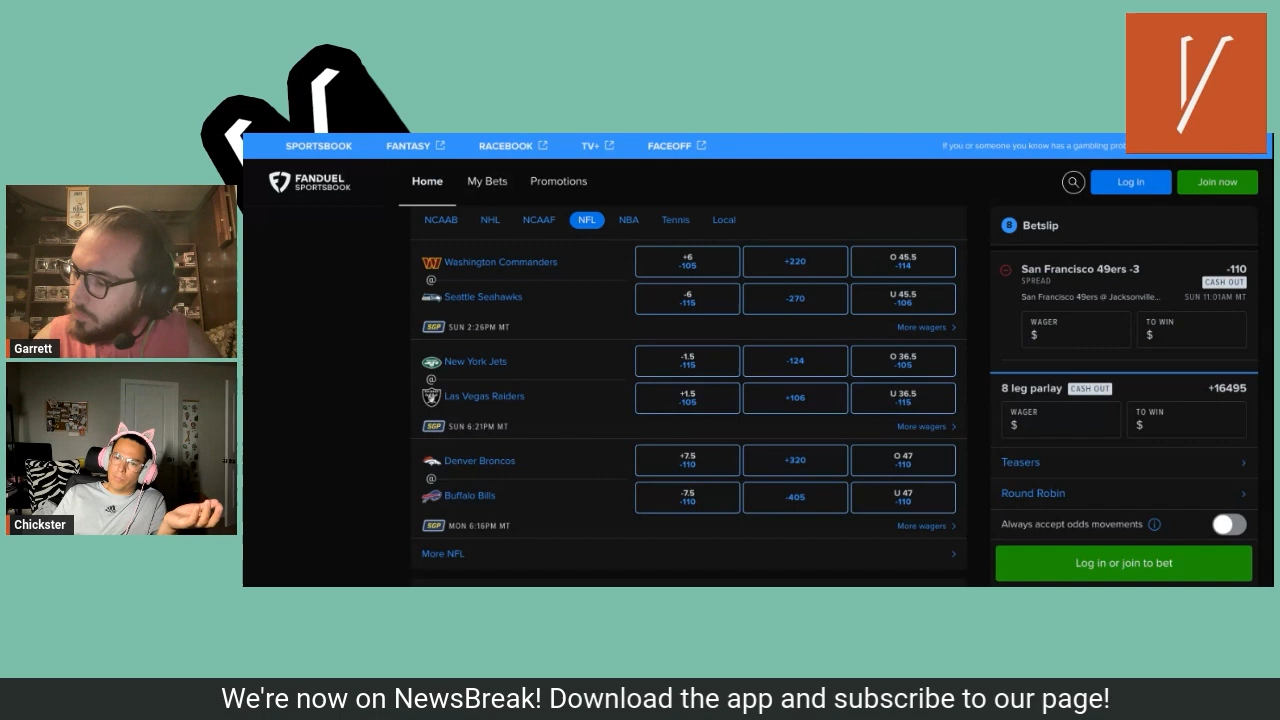 SPORTSBOOK FANTASY RACEBOOK TV+ FACEOFF If you or someone you know has a gambling
FANDUEL
SPORTSBOOK
Home My Bets Promotions
Log in Join now
NCAAB NHL NCAAF NFL NBA Tennis Local
Washington Commanders +6 -105 +220 O 45.5 -114
@
Seattle Seahawks -6 -115 -270 U 45.5 -106
SGP SUN 2:26PM MT More wagers
New York Jets -1.5 -115 -124 O 36.5 -105
@
Las Vegas Raiders +1.5 -105 +106 U 36.5 -115
SGP SUN 6:21PM MT More wagers
Denver Broncos +7.5 -110 +320 O 47 -110
@
Buffalo Bills -7.5 -110 -405 U 47 -110
SGP MON 6:16PM MT More wagers
More NFL
8 Betslip
San Francisco 49ers -3 -110
SPREAD CASH OUT
San Francisco 49ers @ Jacksonville... SUN 11:01AM MT
WAGER TO WIN
$ $
8 leg parlay CASH OUT +16495
WAGER TO WIN
$ $
Teasers
Round Robin
Always accept odds movements
Log in or join to bet
Garrett
Chickster
We're now on NewsBreak! Download the app and subscribe to our page!